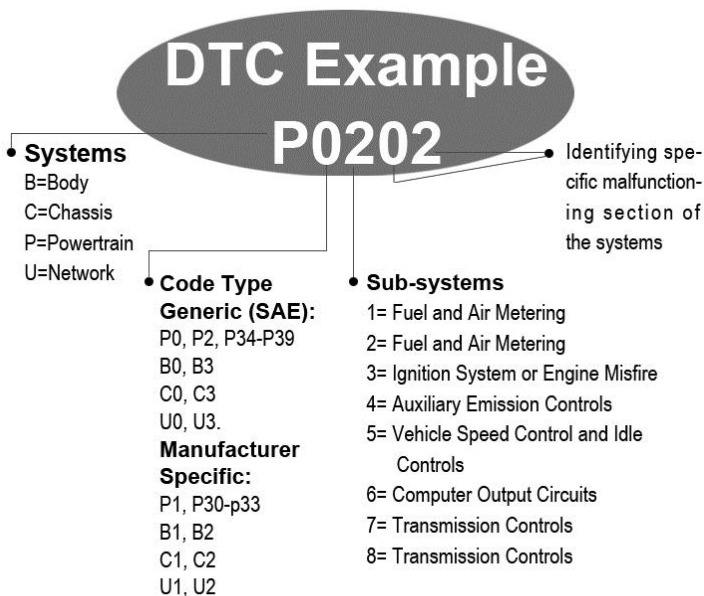 DTC Example
P0202
Systems
B=Body
C=Chassis
P=Powertrain
U=Network
Identifying spe-
cific malfunction-
ing section of
the systems
Code Type
Generic (SAE):
P0, P2, P34-P39
B0, B3
C0, C3
U0, U3.
Manufacturer
Specific:
P1, P30-p33
B1, B2
C1, C2
U1, U2
Sub-systems
1= Fuel and Air Metering
2= Fuel and Air Metering
3= Ignition System or Engine Misfire
4= Auxiliary Emission Controls
5= Vehicle Speed Control and Idle
Controls
6= Computer Output Circuits
7= Transmission Controls
8= Transmission Controls